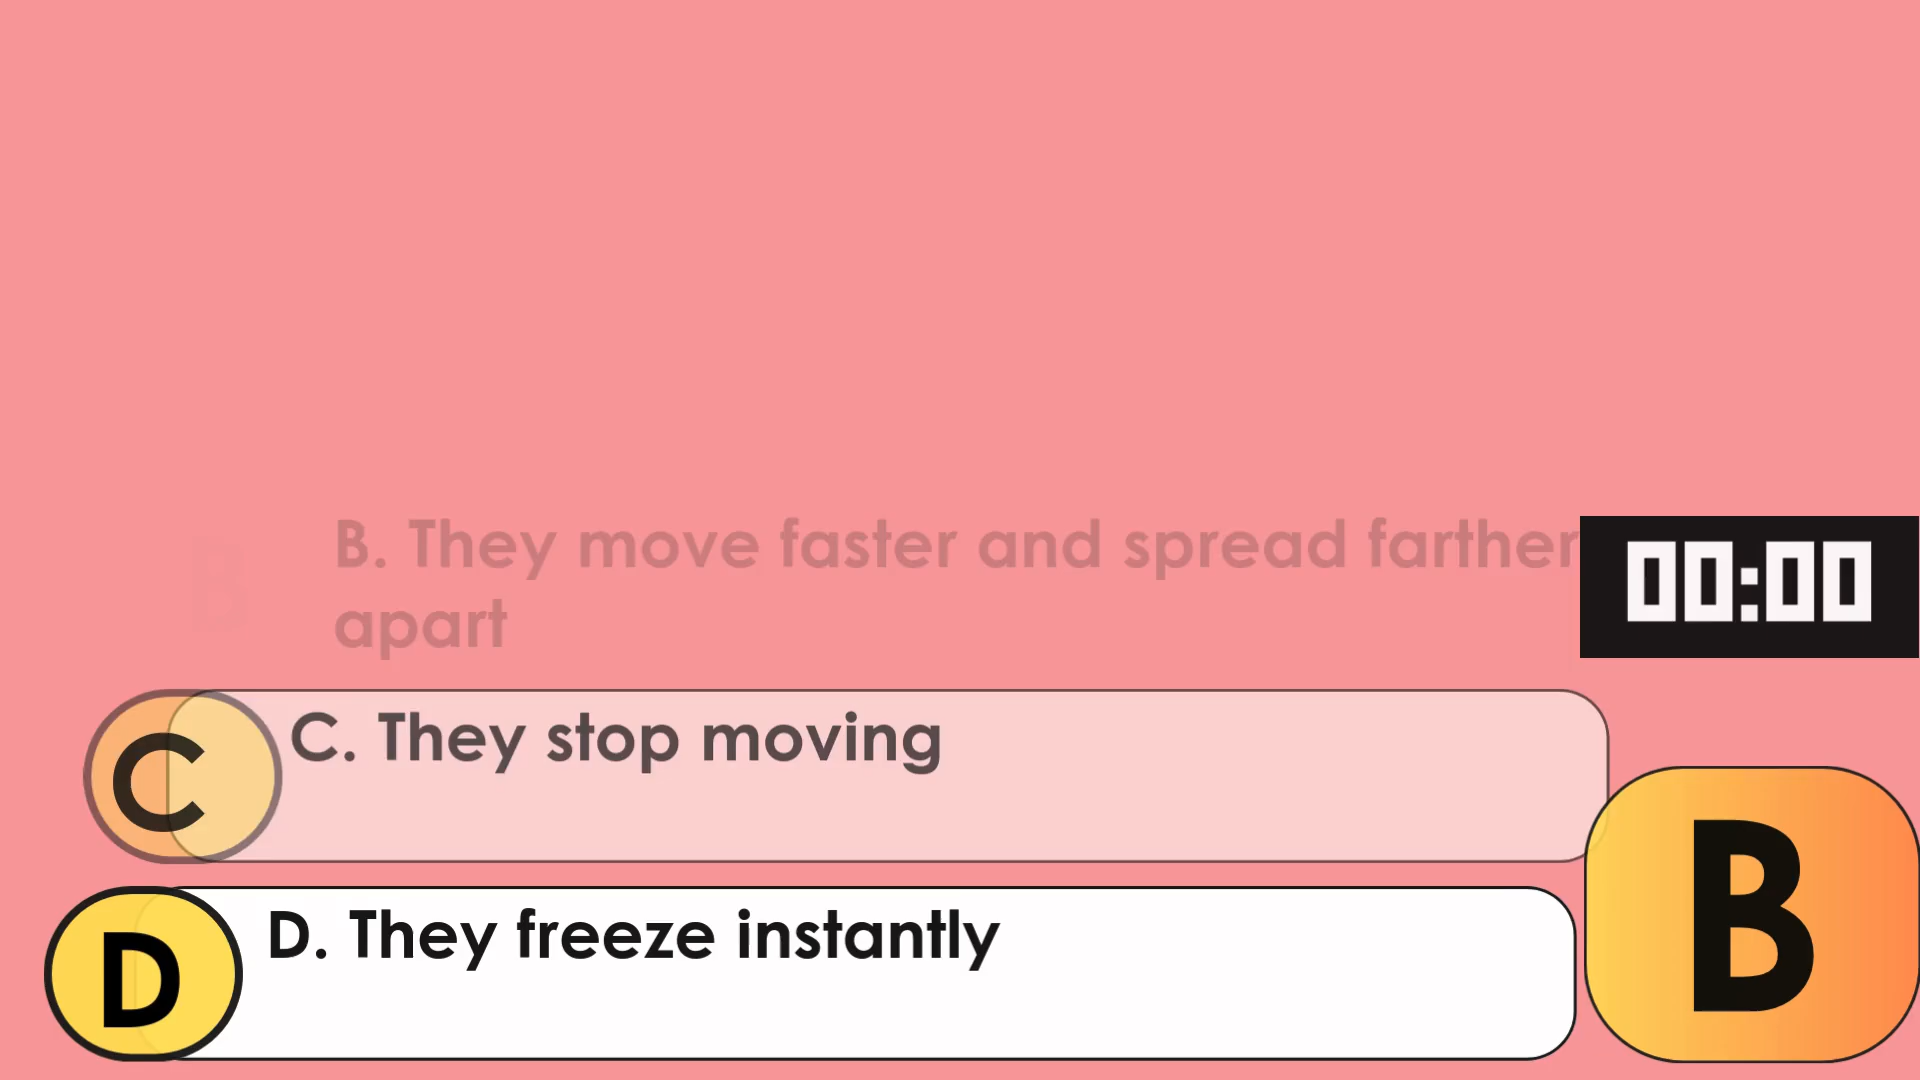 B
B. They move faster and spread farther
apart
00:00
C
C. They stop moving
D
D. They freeze instantly
B